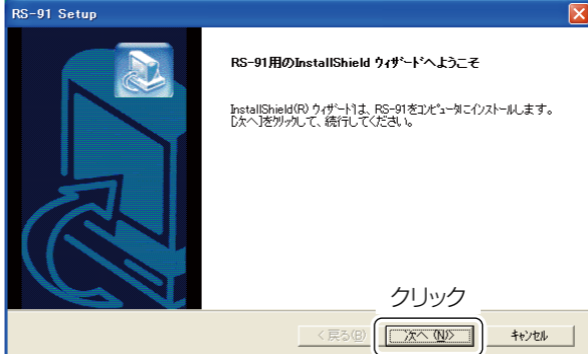 RS-91 Setup
RS-91用のInstallShield ウィザードへようこそ
InstallShield(R) ウィザードは、RS-91をコンピュータにインストールします。
[次へ]をクリックして、続行してください。
クリック
< 戻る(B)
次へ (N)>
キャンセル